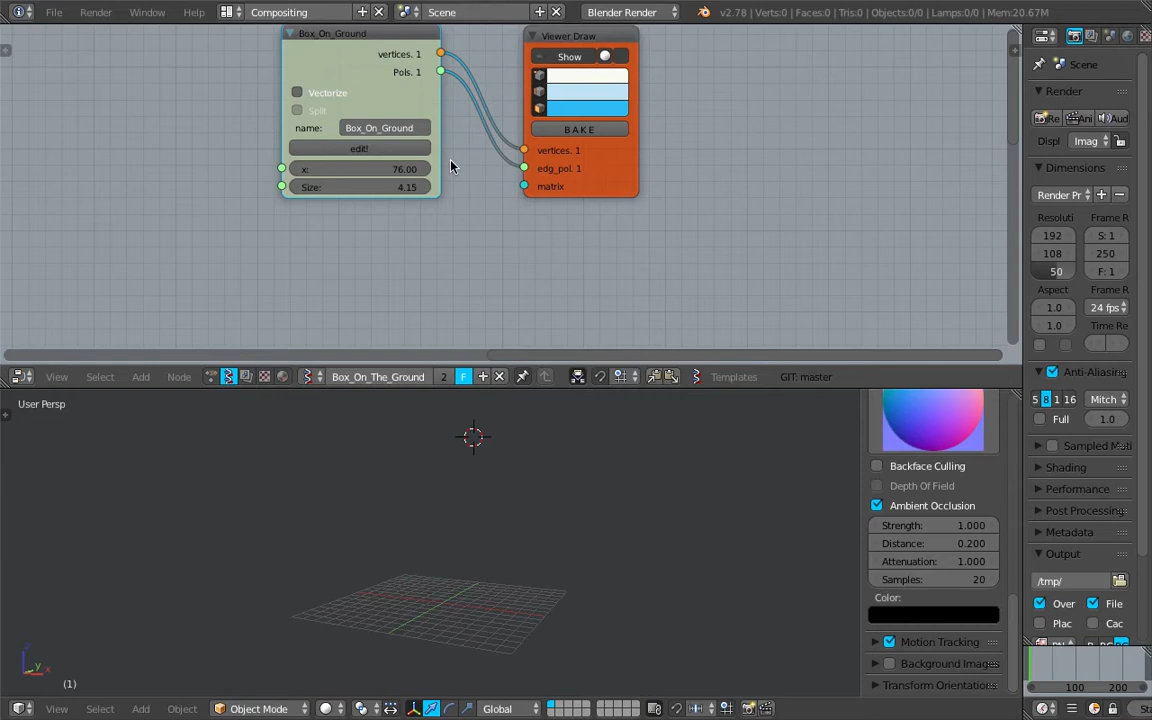 File Render Window Help Compositing Scene Blender Render v2.78 | Verts:0 | Faces:0 | Tris:0 | Objects:0/0 | Lamps:0/0 | Mem:20.67M
Box_On_Ground
vertices. 1
Pols. 1
Vectorize
Split
name: Box_On_Ground
edit!
x: 76.00
Size: 4.15
Viewer Draw
Show
B A K E
vertices. 1
edg_pol. 1
matrix
View Select Add Node Box_On_The_Ground 2 F Templates GIT: master
User Persp
(1)
Backface Culling
Depth Of Field
Ambient Occlusion
Strength: 1.000
Distance: 0.200
Attenuation: 1.000
Samples: 20
Color:
Motion Tracking
Background Images
Transform Orientation
View Select Add Object Object Mode Global
Scene
Render
Re Ani Aud
Displ Imag
Dimensions
Render Pr
Resoluti Frame R
192 S: 1
108 250
50 F: 1
Aspect Frame R
1.0 24 fps
1.0 Time Re
Anti-Aliasing
5 8 1 16 Mitch
Full 1.0
Sampled Moti
Shading
Performance
Post Processing
Metadata
Output
/tmp/
Over File
Plac Cac
100 200